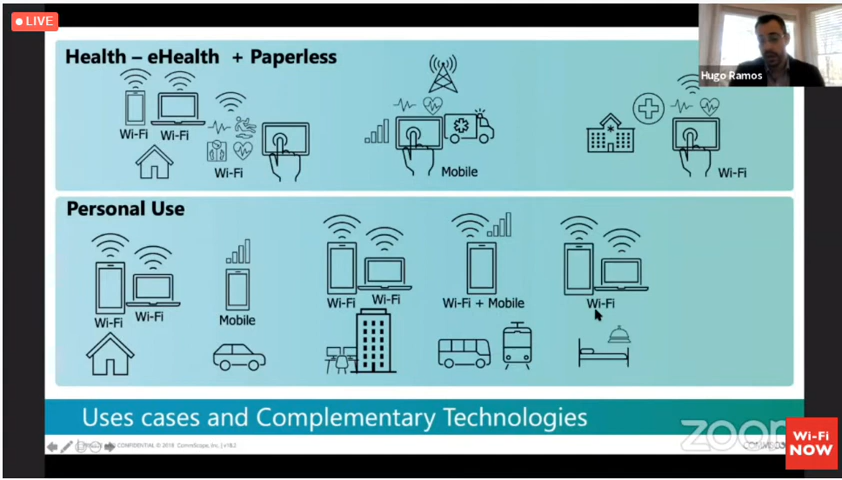 LIVE
Health – eHealth + Paperless
Hugo Ramos
Wi-Fi Wi-Fi
Wi-Fi
Mobile
Wi-Fi
Personal Use
Wi-Fi Wi-Fi
Mobile
Wi-Fi Wi-Fi
Wi-Fi + Mobile
Wi-Fi
Uses cases and Complementary Technologies
CONFIDENTIAL © 2018 CommScope, Inc. | v18.2
zoom
Wi-Fi
NOW